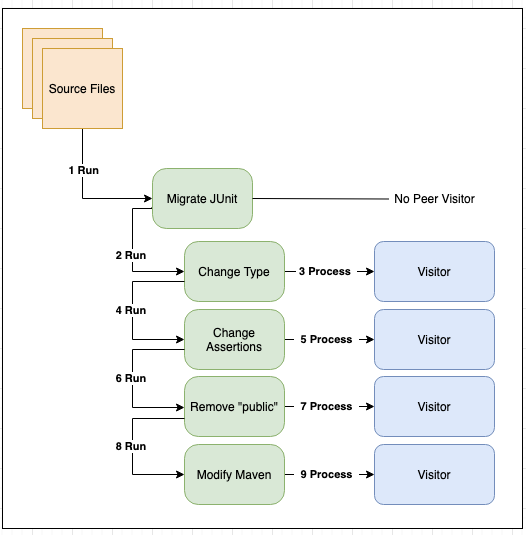 Source Files
1 Run
Migrate JUnit
No Peer Visitor
2 Run
Change Type
3 Process
Visitor
4 Run
Change
Assertions
5 Process
Visitor
6 Run
Remove "public"
7 Process
Visitor
8 Run
Modify Maven
9 Process
Visitor